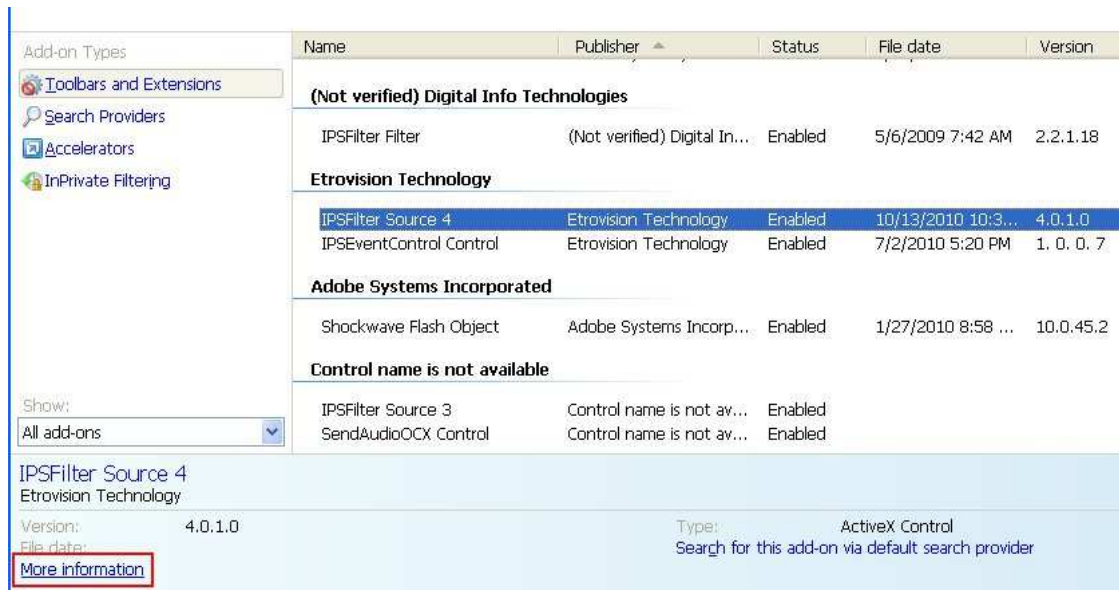 Add-on Types
Toolbars and Extensions
Search Providers
Accelerators
InPrivate Filtering
Show:
All add-ons
Name Publisher Status File date Version
(Not verified) Digital Info Technologies
IPSFilter Filter (Not verified) Digital In... Enabled 5/6/2009 7:42 AM 2.2.1.18
Etrovision Technology
IPSFilter Source 4 Etrovision Technology Enabled 10/13/2010 10:3... 4.0.1.0
IPSEventControl Control Etrovision Technology Enabled 7/2/2010 5:20 PM 1. 0. 0. 7
Adobe Systems Incorporated
Shockwave Flash Object Adobe Systems Incorp... Enabled 1/27/2010 8:58 ... 10.0.45.2
Control name is not available
IPSFilter Source 3 Control name is not av... Enabled
SendAudioOCX Control Control name is not av... Enabled
IPSFilter Source 4
Etrovision Technology
Version: 4.0.1.0
File date:
More information
Type: ActiveX Control
Search for this add-on via default search provider